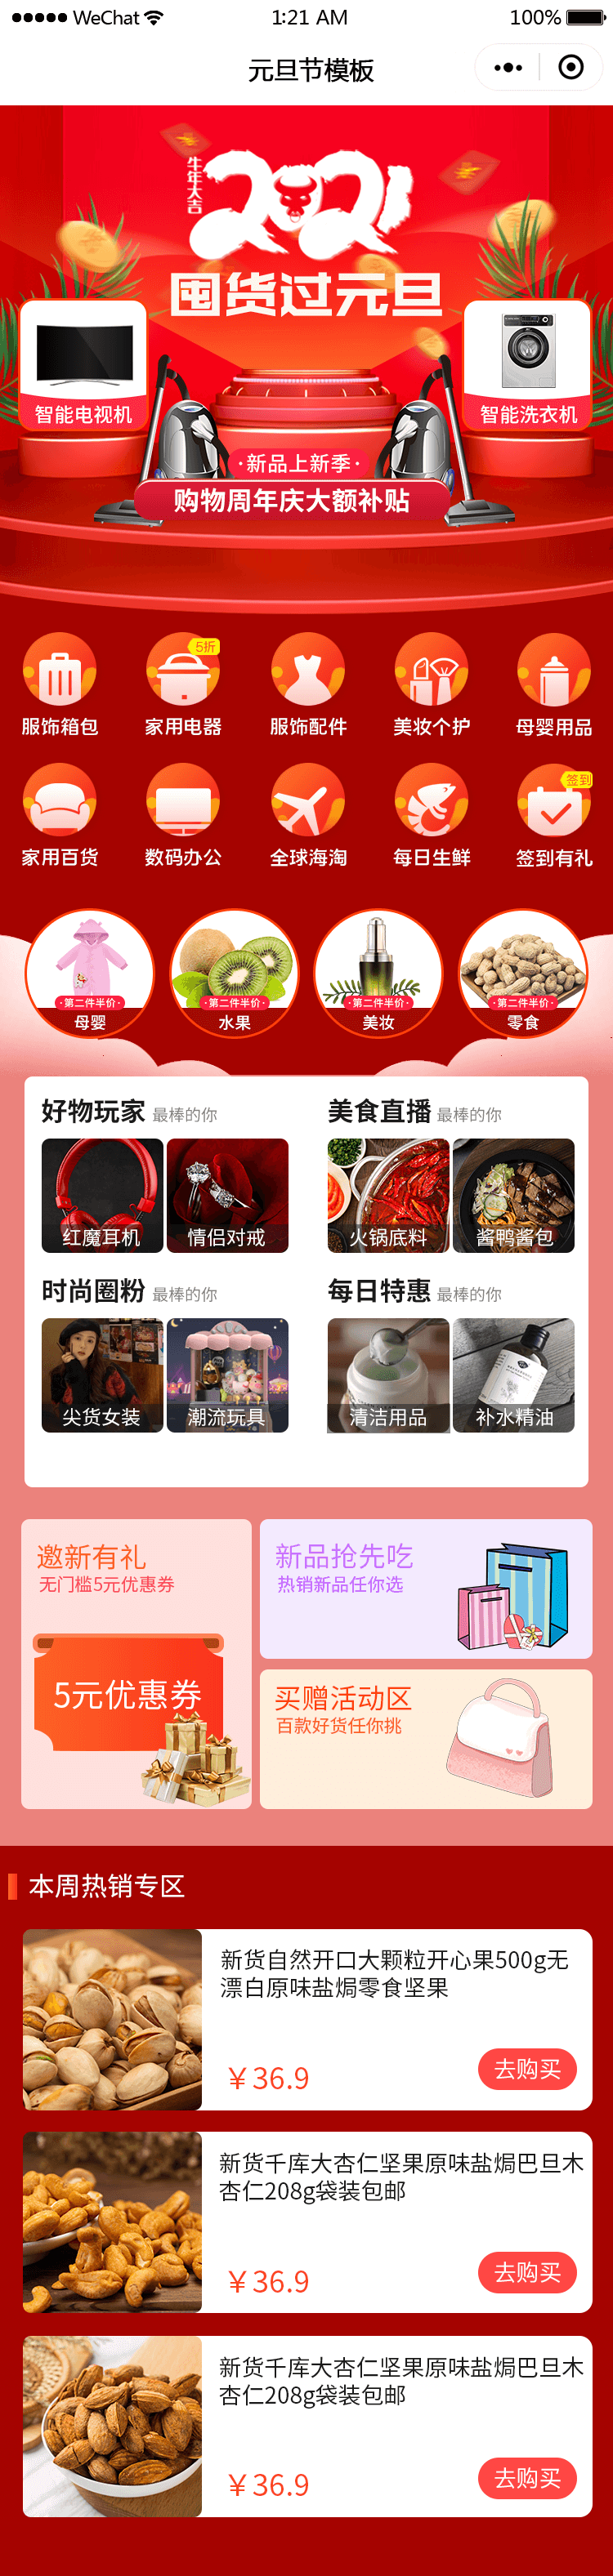 WeChat 1:21 AM 100%
元旦节模板
牛年大吉
2021
囤货过元旦
智能电视机
智能洗衣机
·新品上新季·
购物周年庆大额补贴
5折
服饰箱包 家用电器 服饰配件 美妆个护 母婴用品
签到
家用百货 数码办公 全球海淘 每日生鲜 签到有礼
·第二件半价· ·第二件半价· ·第二件半价· ·第二件半价·
母婴 水果 美妆 零食
好物玩家 最棒的你
美食直播 最棒的你
红魔耳机 情侣对戒 火锅底料 酱鸭酱包
时尚圈粉 最棒的你
每日特惠 最棒的你
尖货女装 潮流玩具 清洁用品 补水精油
邀新有礼
无门槛5元优惠券
5元优惠券
新品抢先吃
热销新品任你选
买赠活动区
百款好货任你挑
本周热销专区
新货自然开口大颗粒开心果500g无
漂白原味盐焗零食坚果
￥36.9 去购买
新货千库大杏仁坚果原味盐焗巴旦木
杏仁208g袋装包邮
￥36.9 去购买
新货千库大杏仁坚果原味盐焗巴旦木
杏仁208g袋装包邮
￥36.9 去购买